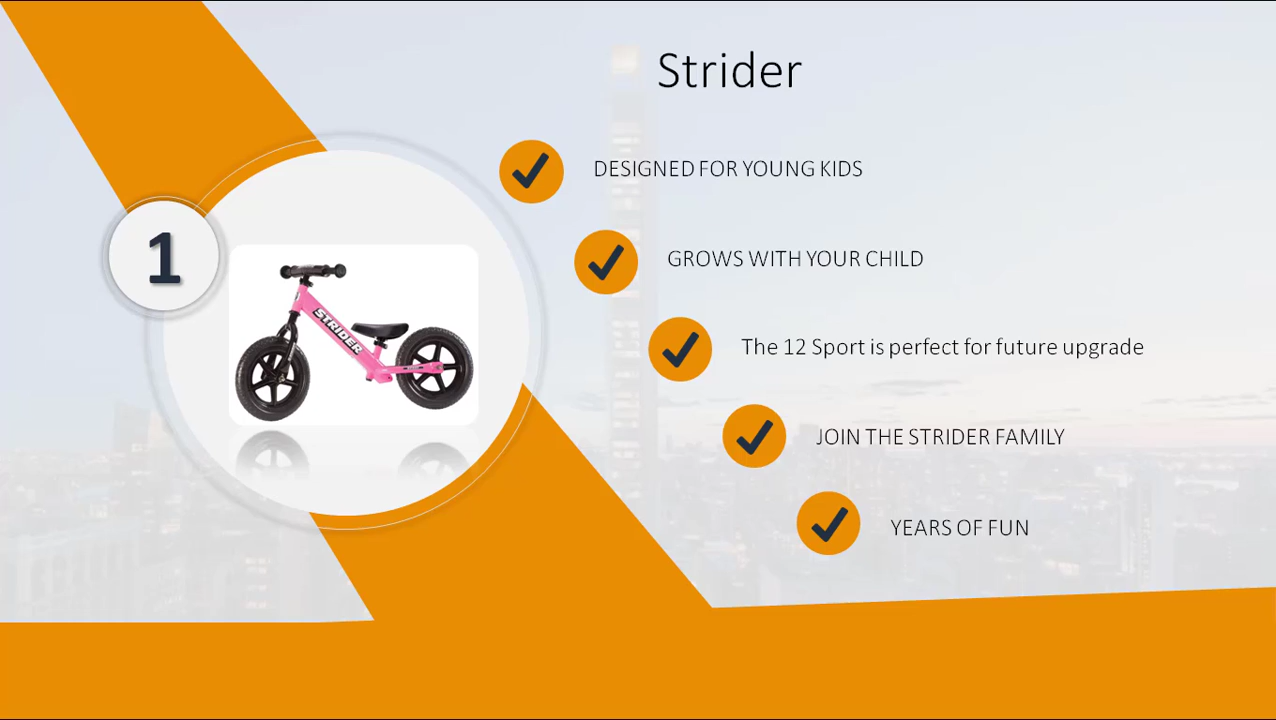 Strider
1
DESIGNED FOR YOUNG KIDS
GROWS WITH YOUR CHILD
The 12 Sport is perfect for future upgrade
JOIN THE STRIDER FAMILY
YEARS OF FUN
STRIDER